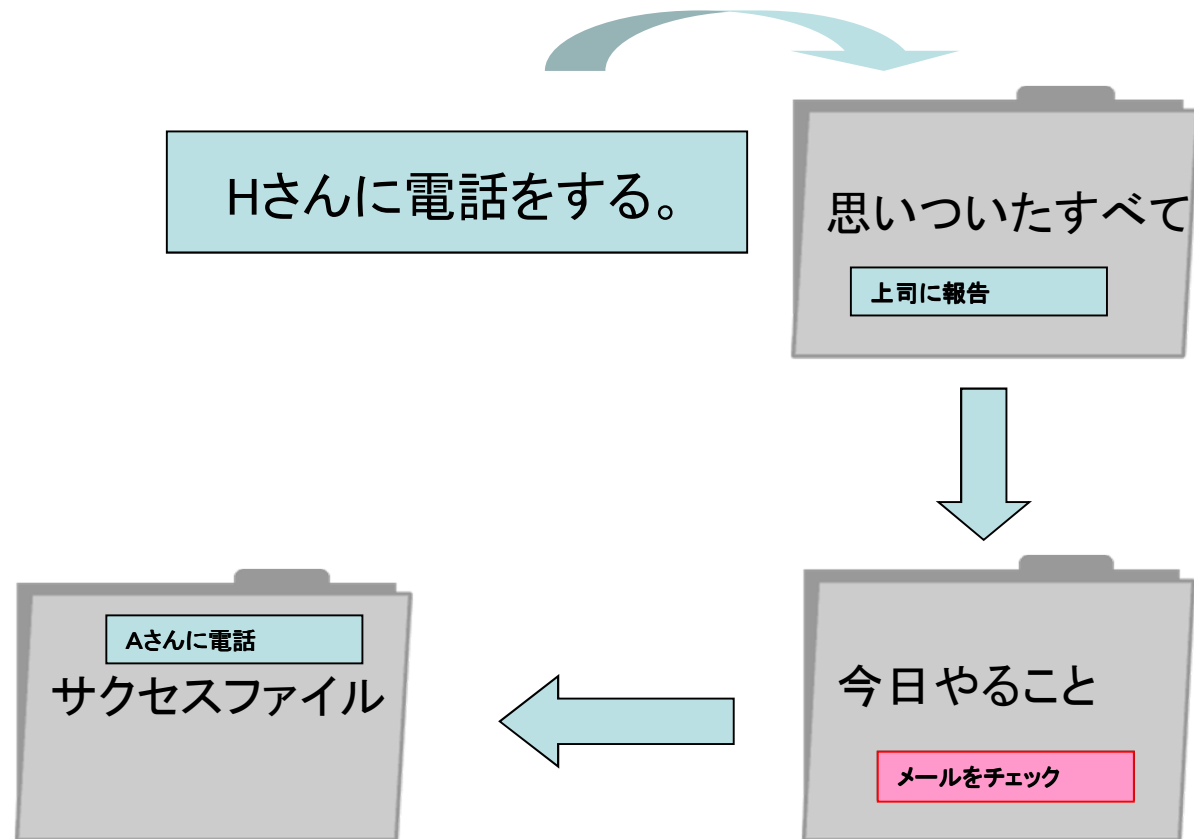 Hさんに電話をする。
思いついたすべて
上司に報告
Aさんに電話
サクセスファイル
今日やること
メールをチェック